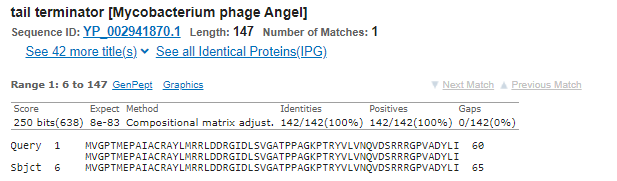 tail terminator [Mycobacterium phage Angel]
Sequence ID: YP_002941870.1 Length: 147 Number of Matches: 1
See 42 more title(s) See all Identical Proteins(IPG)
Range 1: 6 to 147 GenPept Graphics Next Match Previous Match
Score Expect Method Identities Positives Gaps
250 bits(638) 8e-83 Compositional matrix adjust. 142/142(100%) 142/142(100%) 0/142(0%)
Query 1 MVGPTMEPAIACRAYLMRRLDDRGIDLSVGATPPAGKPTRYVLVNQVDSRRRGPVADYLI 60
MVGPTMEPAIACRAYLMRRLDDRGIDLSVGATPPAGKPTRYVLVNQVDSRRRGPVADYLI
Sbjct 6 MVGPTMEPAIACRAYLMRRLDDRGIDLSVGATPPAGKPTRYVLVNQVDSRRRGPVADYLI 65